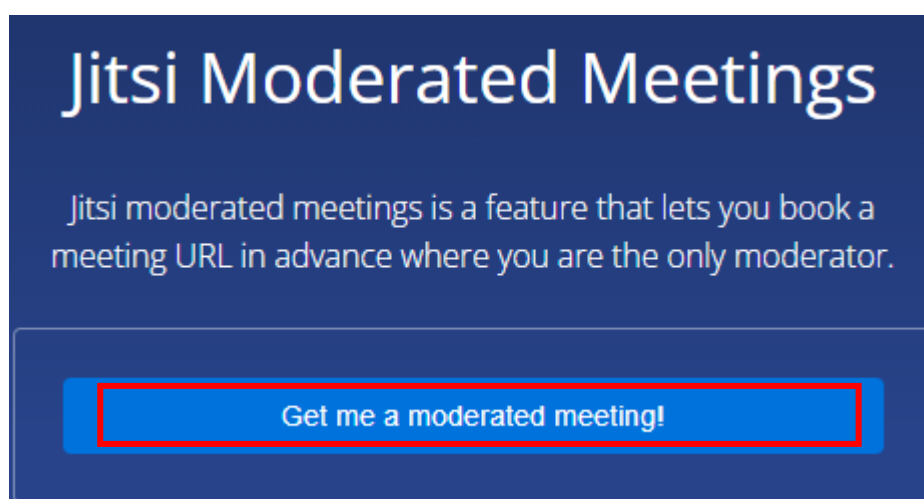 Jitsi Moderated Meetings
Jitsi moderated meetings is a feature that lets you book a
meeting URL in advance where you are the only moderator.
Get me a moderated meeting!